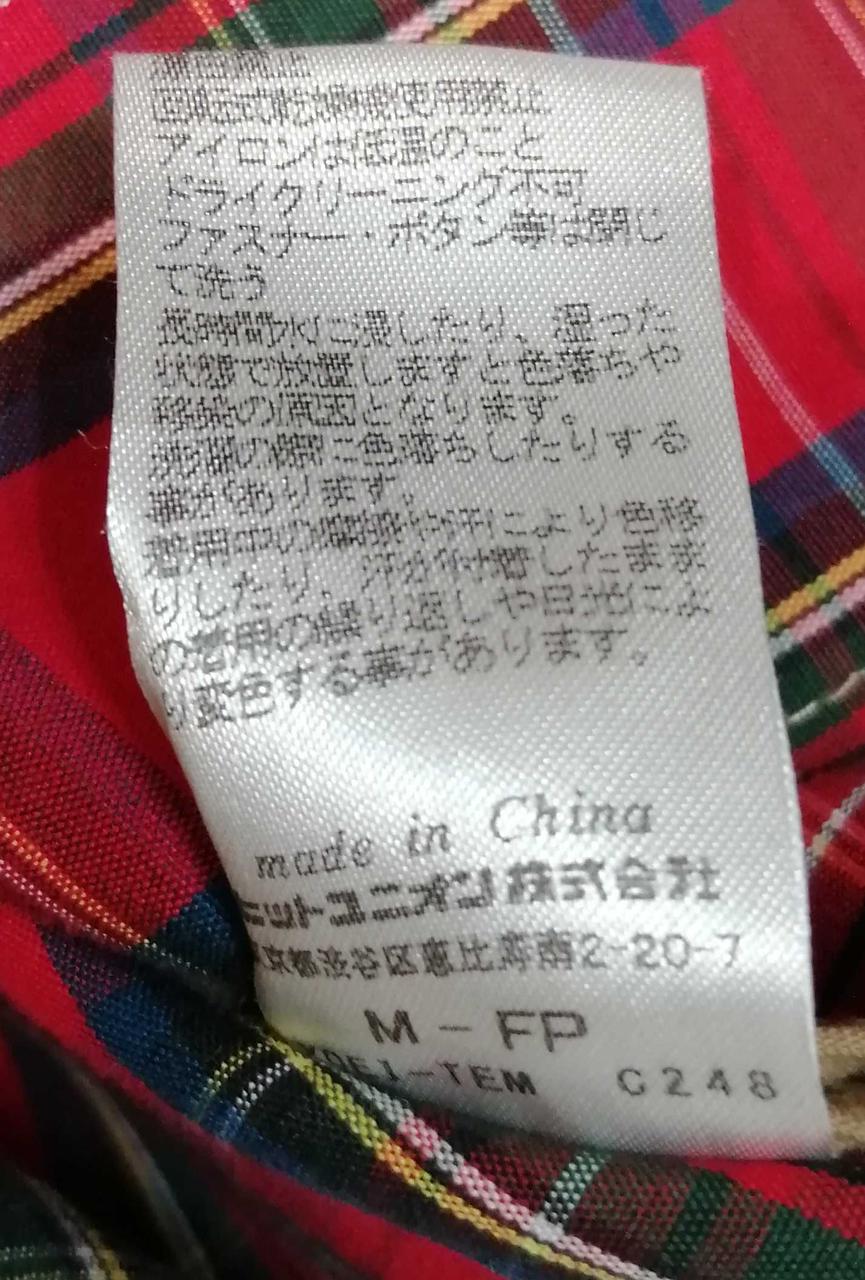 漂白禁止
回転式乾燥機使用禁止
アイロンは低温のこと
ドライクリーニング不可
ファスナー・ボタン等は閉じ
て洗う
長時間水に浸したり、湿った
状態で放置しますと色落ちや
移染の原因となります。
洗濯の際に色落ちしたりする
事があります。
着用中の摩擦や汗により色移
りしたり、汗が付着したまま
の着用の繰り返しや日光によ
り変色する事があります。
made in China
ニットユニオン株式会社
京都渋谷区恵比寿南2-20-7
M-FP
C248